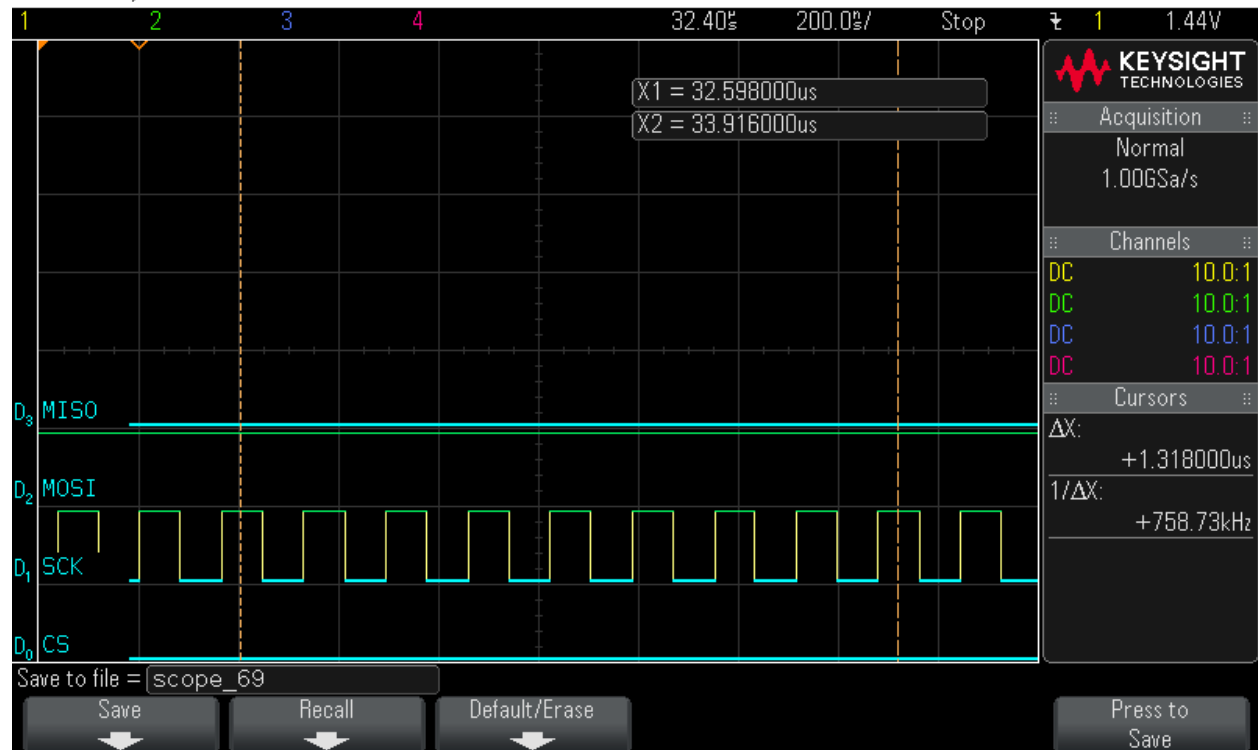 1 2 3 4 32.40µs 200.0ns/ Stop 1 1.44V
KEYSIGHT
TECHNOLOGIES
X1 = 32.598000us
X2 = 33.916000us
Acquisition
Normal
1.00GSa/s
Channels
DC 10.0:1
DC 10.0:1
DC 10.0:1
DC 10.0:1
Cursors
ΔX:
+1.318000us
1/ΔX:
+758.73kHz
D3 MISO
D2 MOSI
D1 SCK
D0 CS
Save to file = scope_69
Save Recall Default/Erase Press to
Save